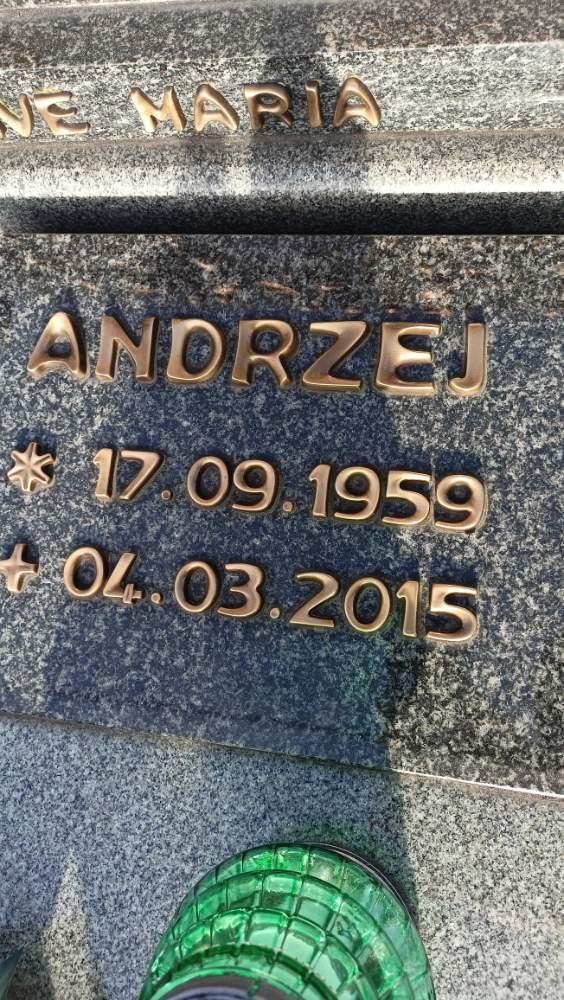 NE MARIA
ANDRZEJ
* 17.09.1959
+ 04.03.2015